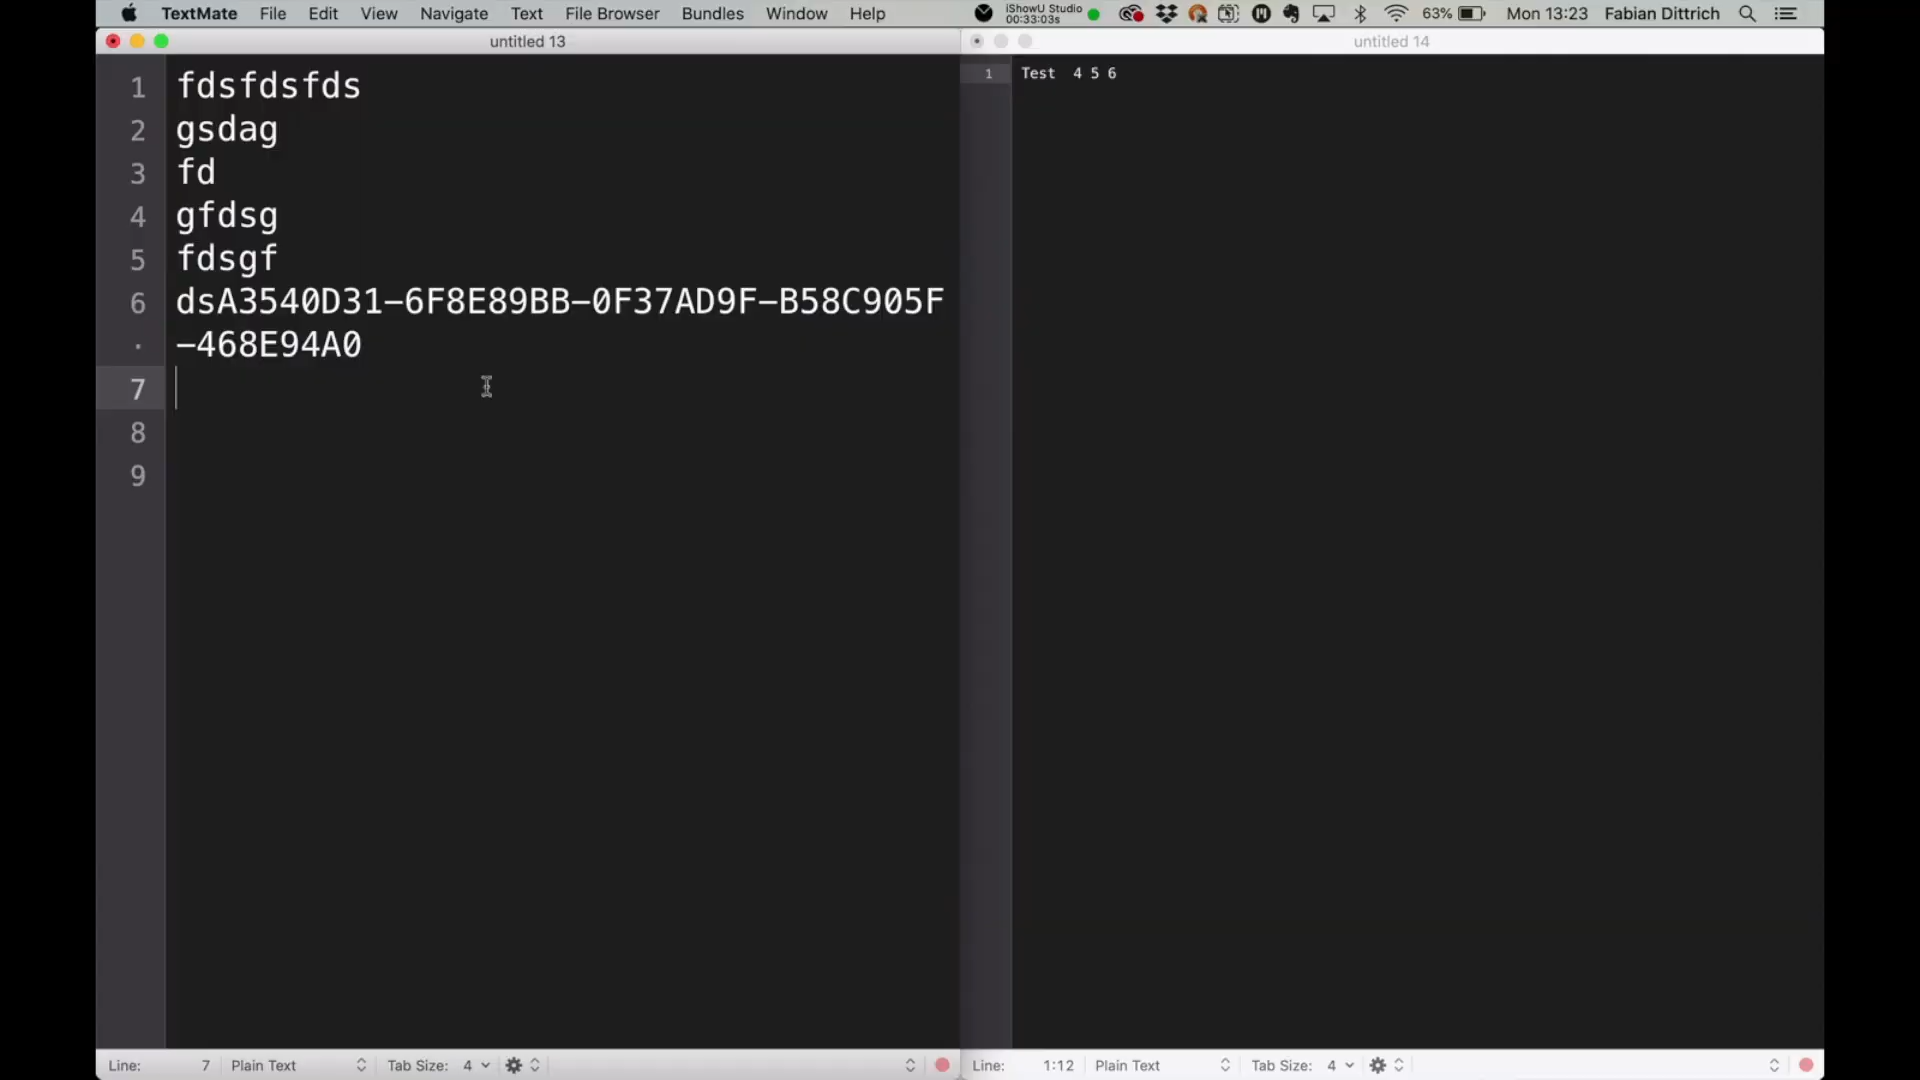 TextMate File Edit View Navigate Text File Browser Bundles Window Help iShowU Studio 00:33:03s 63% Mon 13:23 Fabian Dittrich
untitled 13
1 fdsfdsfds
2 gsdag
3 fd
4 gfdsg
5 fdsgf
6 dsA3540D31-6F8E89BB-0F37AD9F-B58C905F
-468E94A0
7
8
9
Line: 7 Plain Text Tab Size: 4
untitled 14
1 Test 4 5 6
Line: 1:12 Plain Text Tab Size: 4